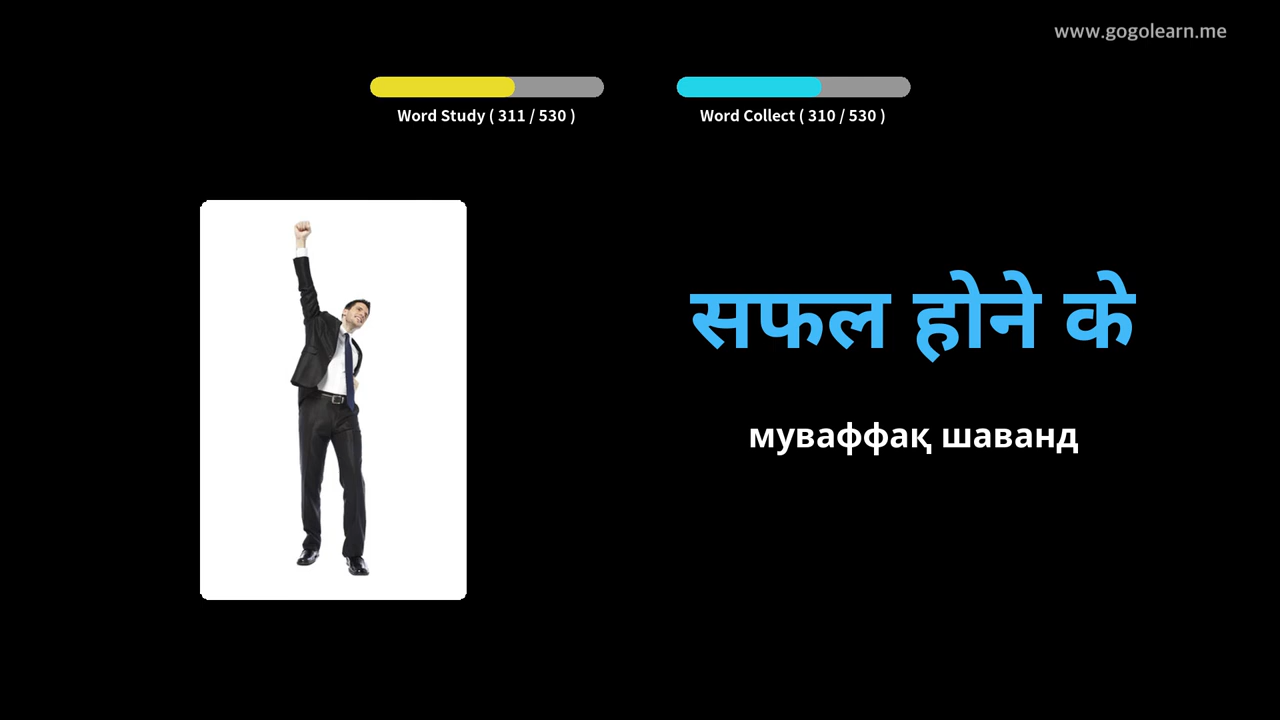 www.gogolearn.me
Word Study ( 311 / 530 )
Word Collect ( 310 / 530 )
सफल होने के
муваффақ шаванд